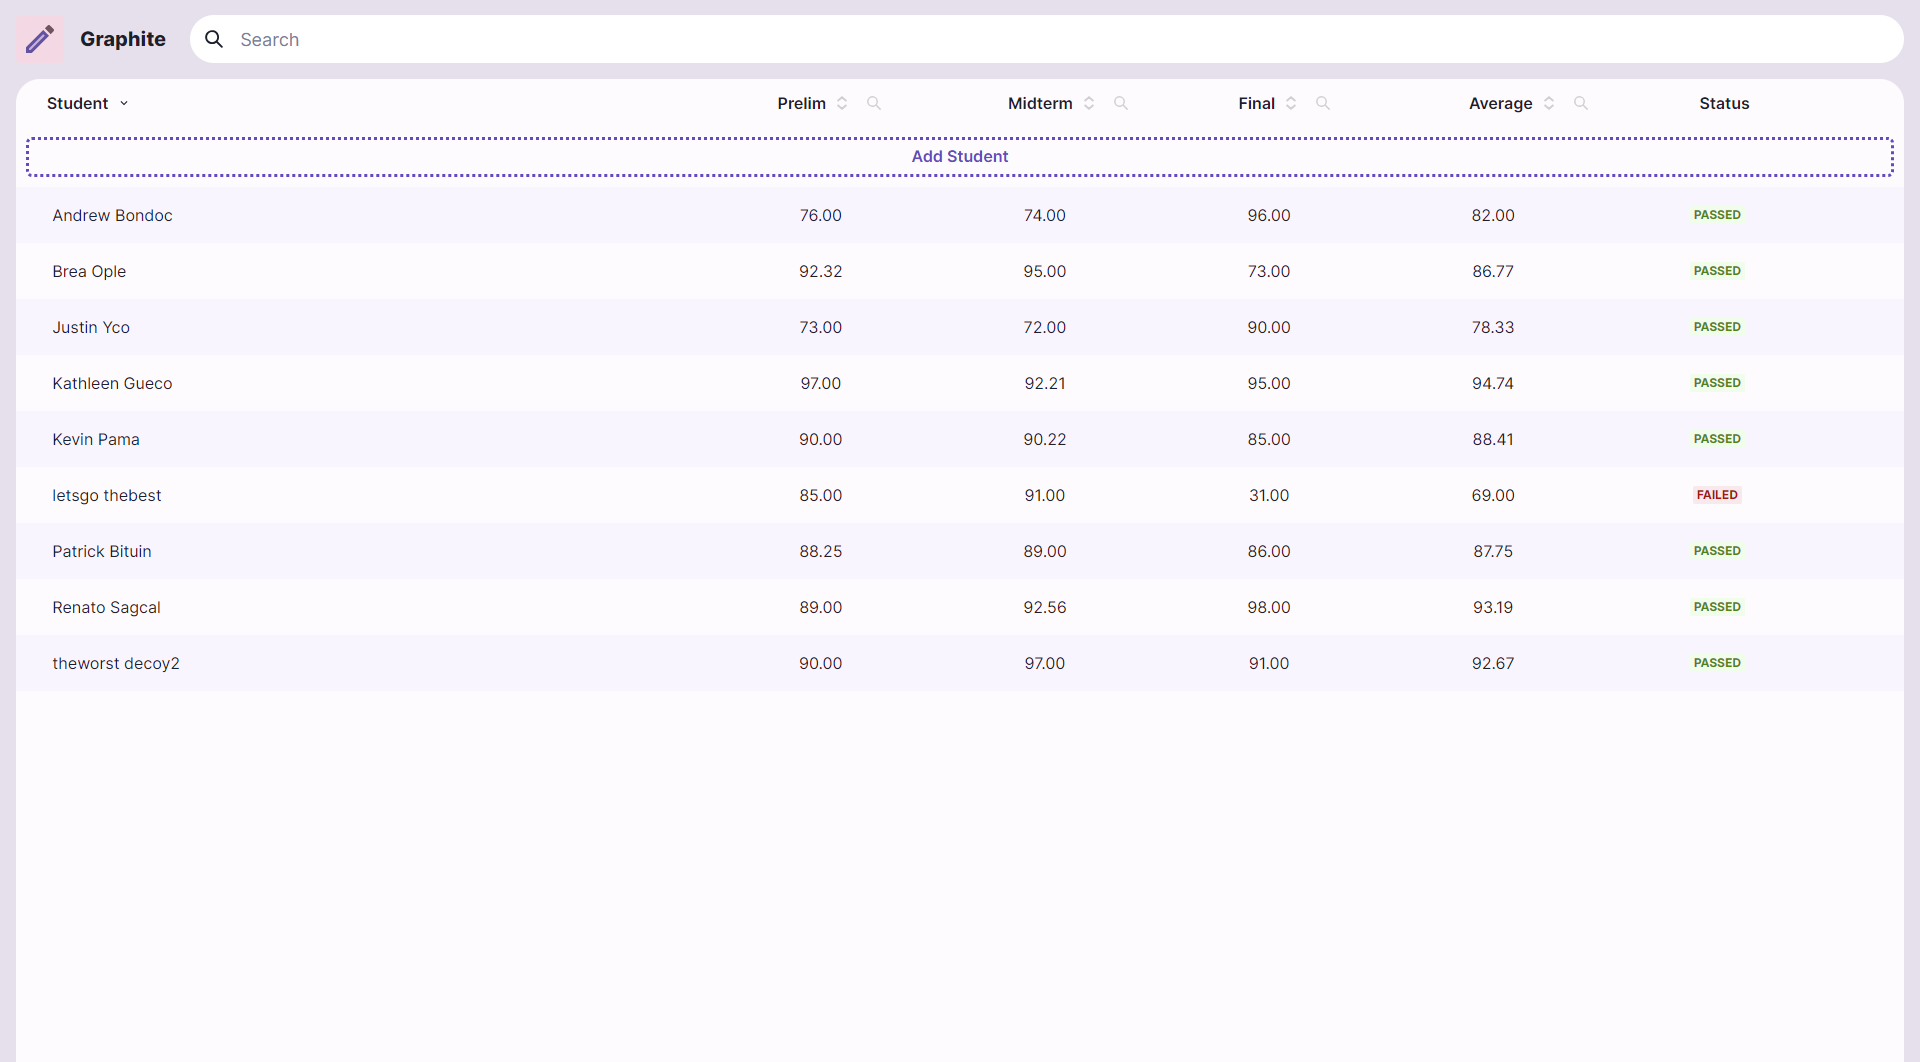 Graphite Search
Student Prelim Midterm Final Average Status
Add Student
Andrew Bondoc 76.00 74.00 96.00 82.00 PASSED
Brea Ople 92.32 95.00 73.00 86.77 PASSED
Justin Yco 73.00 72.00 90.00 78.33 PASSED
Kathleen Gueco 97.00 92.21 95.00 94.74 PASSED
Kevin Pama 90.00 90.22 85.00 88.41 PASSED
letsgo thebest 85.00 91.00 31.00 69.00 FAILED
Patrick Bituin 88.25 89.00 86.00 87.75 PASSED
Renato Sagcal 89.00 92.56 98.00 93.19 PASSED
theworst decoy2 90.00 97.00 91.00 92.67 PASSED